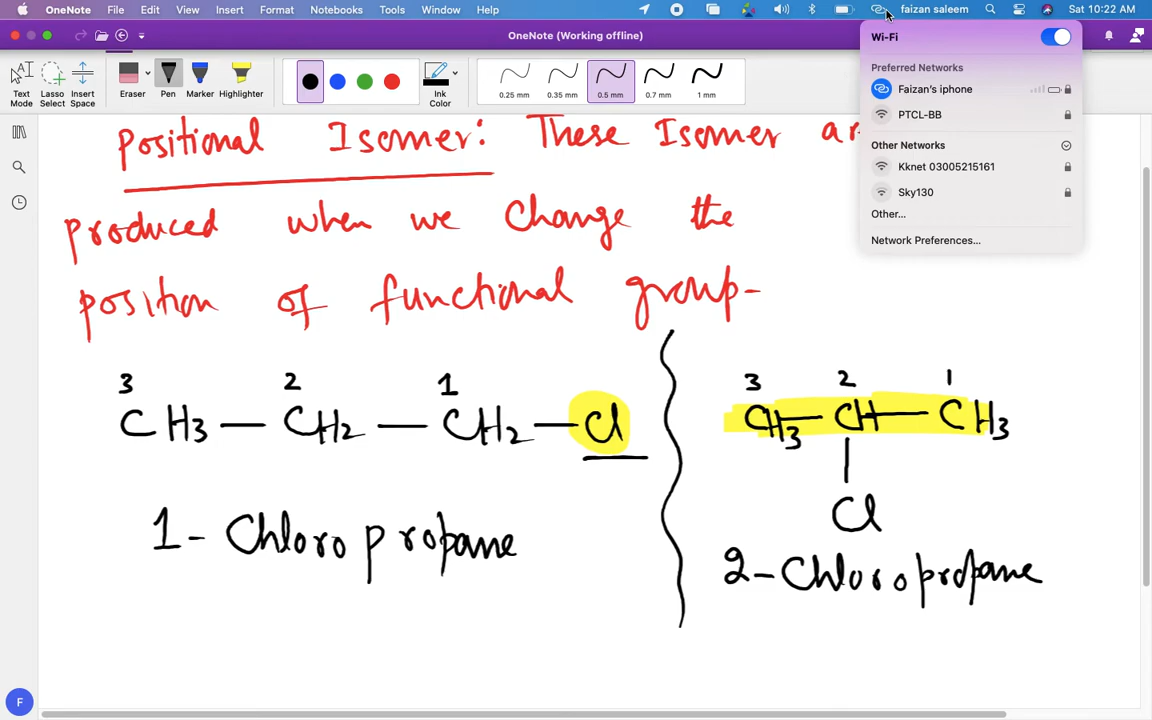 OneNote File Edit View Insert Format Notebooks Tools Window Help faizan saleem Sat 10:22 AM
OneNote (Working offline)
Wi-Fi
Preferred Networks
Faizan's iphone
PTCL-BB
Other Networks
Kknet 03005215161
Sky130
Other...
Network Preferences...
Text Mode
Lasso Select
Insert Space
Eraser
Pen
Marker
Highlighter
Ink Color
0.25 mm
0.35 mm
0.5 mm
0.7 mm
1 mm
Positional Isomer: These Isomer ar
produced when we change the
position of functional group-
3 2 1
CH3 — CH2 — CH2 — Cl
1- Chloropropane
3 2 1
CH3 — CH — CH3
Cl
2-Chloropropane
F